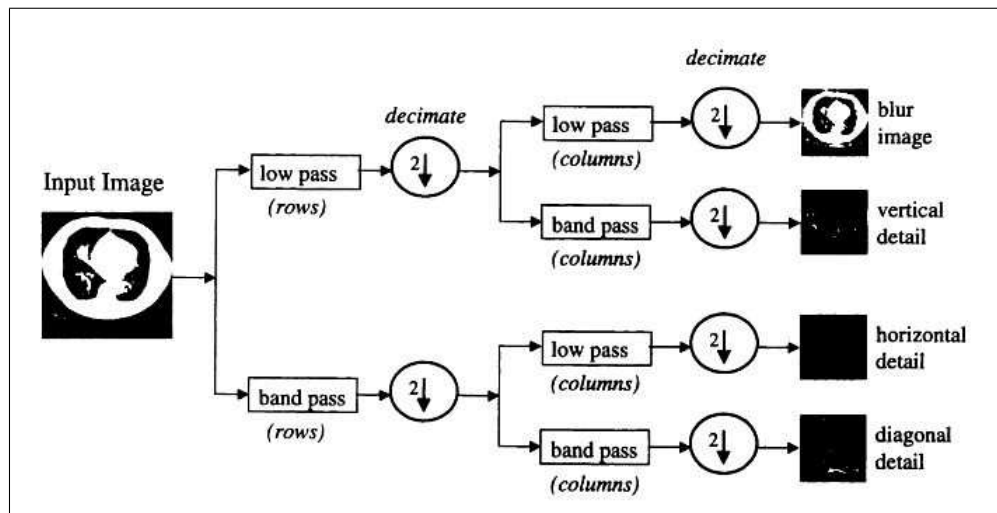 decimate
decimate
2
low pass
(columns)
blur
image
Input Image
low pass
(rows)
2
band pass
(columns)
2
vertical
detail
band pass
(rows)
2
low pass
(columns)
2
horizontal
detail
band pass
(columns)
2
diagonal
detail